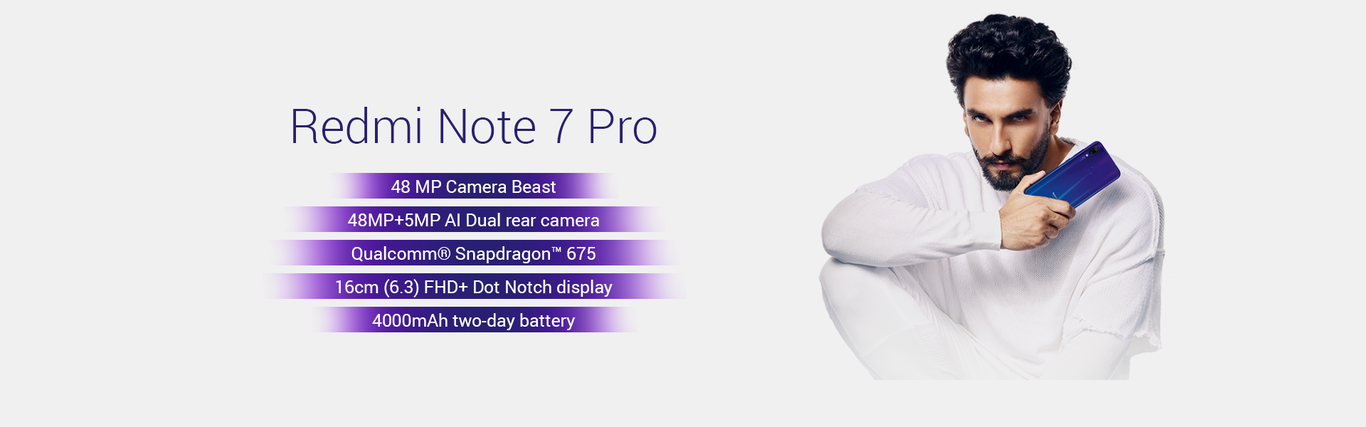 Redmi Note 7 Pro
48 MP Camera Beast
48MP+5MP AI Dual rear camera
Qualcomm® Snapdragon™ 675
16cm (6.3) FHD+ Dot Notch display
4000mAh two-day battery